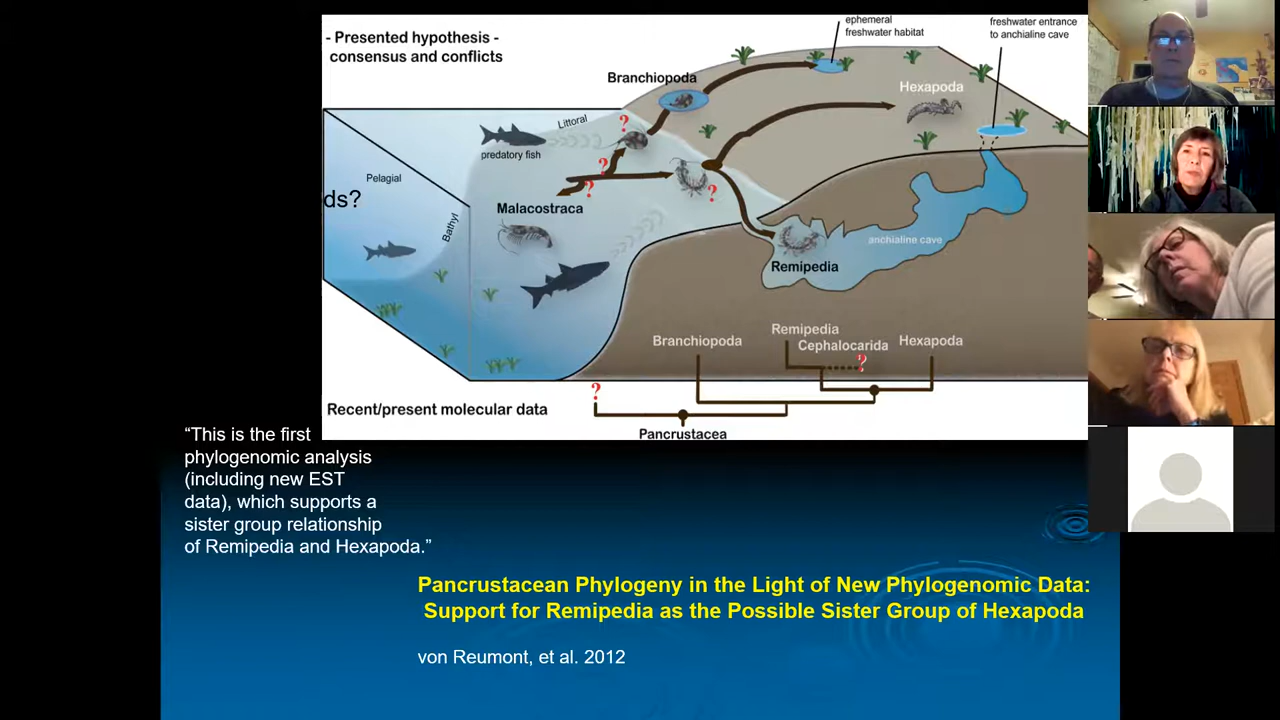 - Presented hypothesis -
consensus and conflicts
ephemeral
freshwater habitat
freshwater entrance
to anchialine cave
Branchiopoda
Hexapoda
Littoral
?
predatory fish
?
?
?
Pelagial
ds?
Malacostraca
Bathyl
anchialine cave
Remipedia
Branchiopoda
Remipedia
Cephalocarida
Hexapoda
?
?
Recent/present molecular data
Pancrustacea
“This is the first
phylogenomic analysis
(including new EST
data), which supports a
sister group relationship
of Remipedia and Hexapoda.”
Pancrustacean Phylogeny in the Light of New Phylogenomic Data:
Support for Remipedia as the Possible Sister Group of Hexapoda
von Reumont, et al. 2012